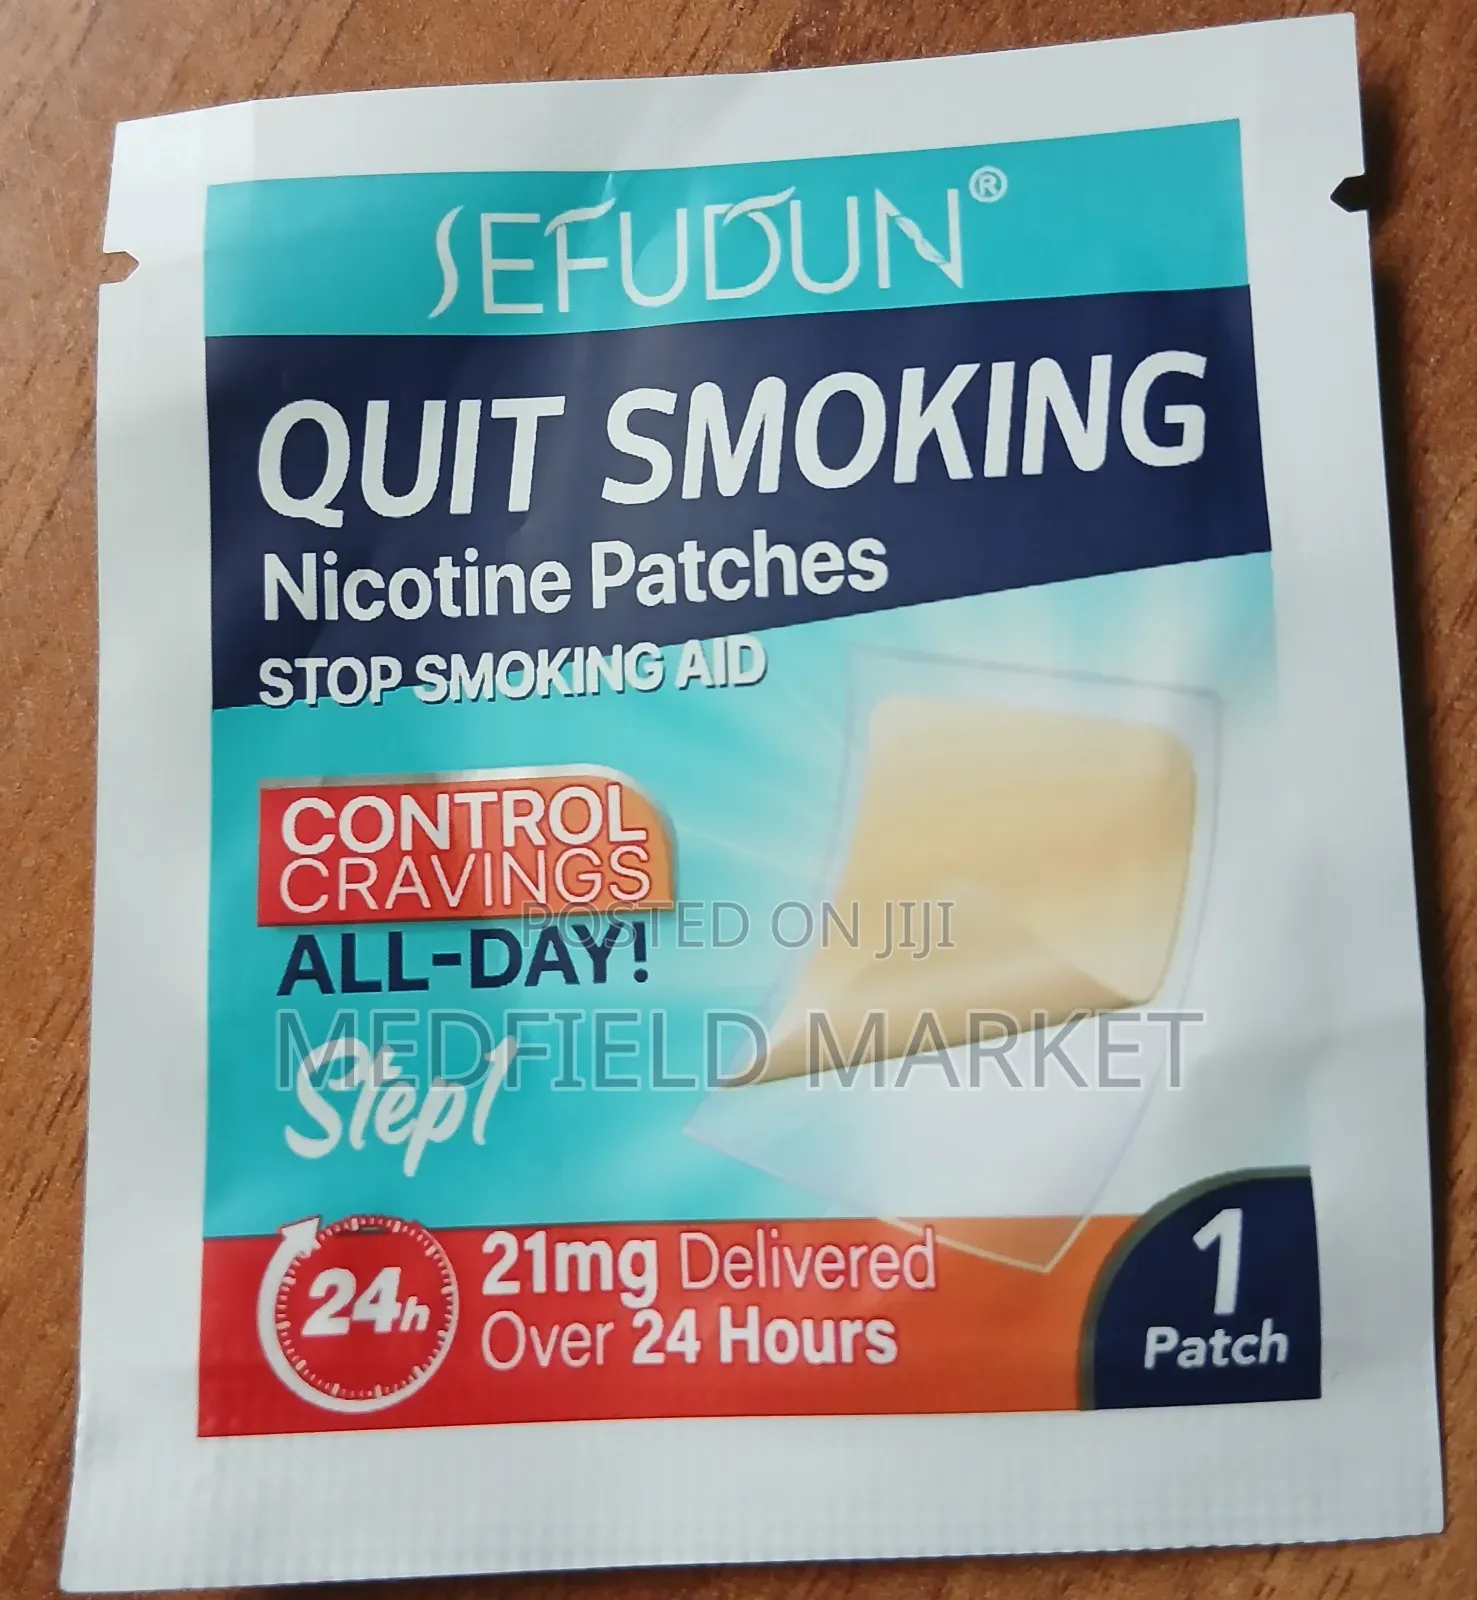 SEFUDUN®
QUIT SMOKING
Nicotine Patches
STOP SMOKING AID
CONTROL
CRAVINGS
ALL-DAY!
POSTED ON JIJI
MEDFIELD MARKET
Step1
24h
21mg Delivered
Over 24 Hours
1
Patch